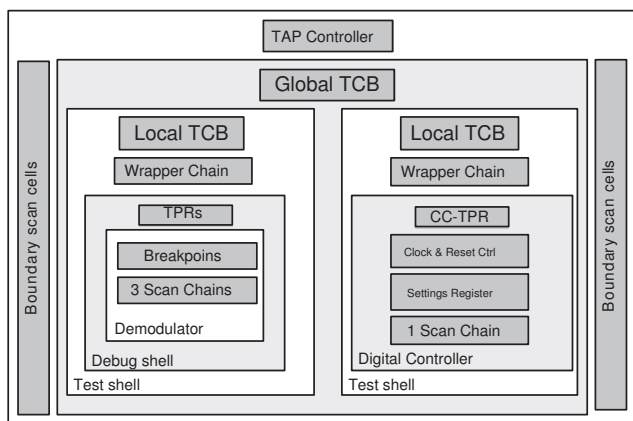 TAP Controller
Global TCB
Boundary scan cells
Local TCB
Wrapper Chain
TPRs
Breakpoins
3 Scan Chains
Demodulator
Debug shell
Test shell
Local TCB
Wrapper Chain
CC-TPR
Clock & Reset Ctrl
Settings Register
1 Scan Chain
Digital Controller
Test shell
Boundary scan cells